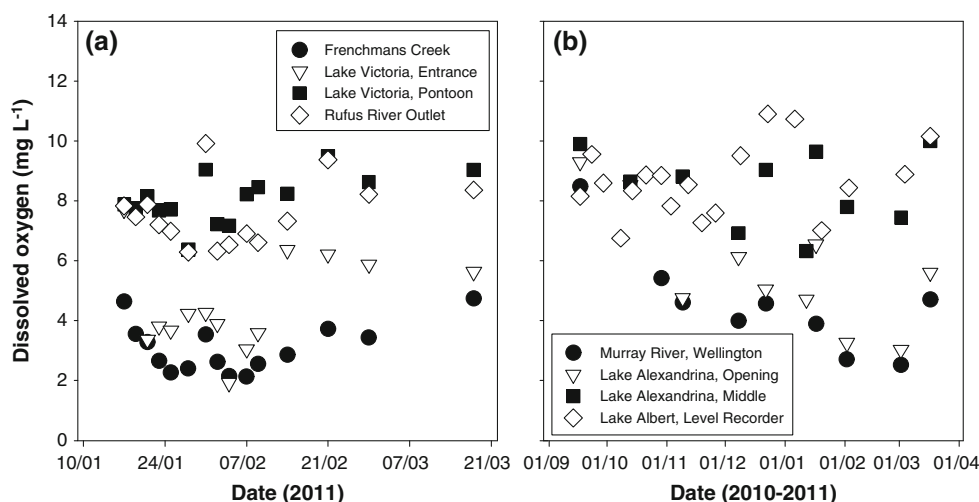 (a)
Frenchmans Creek
Lake Victoria, Entrance
Lake Victoria, Pontoon
Rufus River Outlet
Dissolved oxygen (mg L-1)
14
12
10
8
6
4
2
0
10/01 24/01 07/02 21/02 07/03 21/03
Date (2011)
(b)
Murray River, Wellington
Lake Alexandrina, Opening
Lake Alexandrina, Middle
Lake Albert, Level Recorder
01/09 01/10 01/11 01/12 01/01 01/02 01/03 01/04
Date (2010-2011)